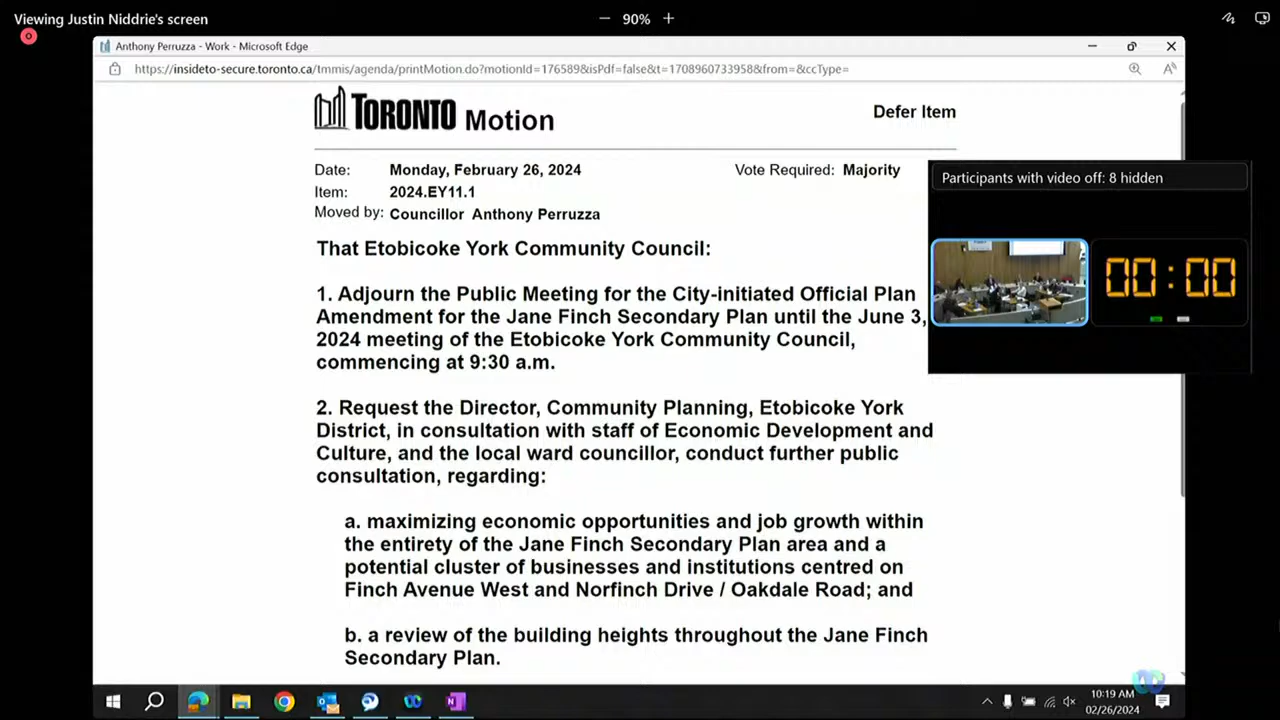 Viewing Justin Niddrie's screen
90%
Anthony Perruzza - Work - Microsoft Edge
https://insideto-secure.toronto.ca/tmmis/agenda/printMotion.do?motionId=176589&isPdf=false&t=1708960733958&from=&ccType=
TORONTO Motion
Defer Item
Date: Monday, February 26, 2024
Vote Required: Majority
Item: 2024.EY11.1
Moved by: Councillor Anthony Perruzza
Participants with video off: 8 hidden
00:00
That Etobicoke York Community Council:
1. Adjourn the Public Meeting for the City-initiated Official Plan
Amendment for the Jane Finch Secondary Plan until the June 3,
2024 meeting of the Etobicoke York Community Council,
commencing at 9:30 a.m.
2. Request the Director, Community Planning, Etobicoke York
District, in consultation with staff of Economic Development and
Culture, and the local ward councillor, conduct further public
consultation, regarding:
a. maximizing economic opportunities and job growth within
the entirety of the Jane Finch Secondary Plan area and a
potential cluster of businesses and institutions centred on
Finch Avenue West and Norfinch Drive / Oakdale Road; and
b. a review of the building heights throughout the Jane Finch
Secondary Plan.
10:19 AM
02/26/2024